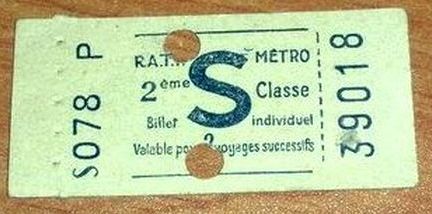 S078 P
R.A.T. MÉTRO
2ème S Classe
Billet individuel
Valable pour 2 voyages successifs
39018